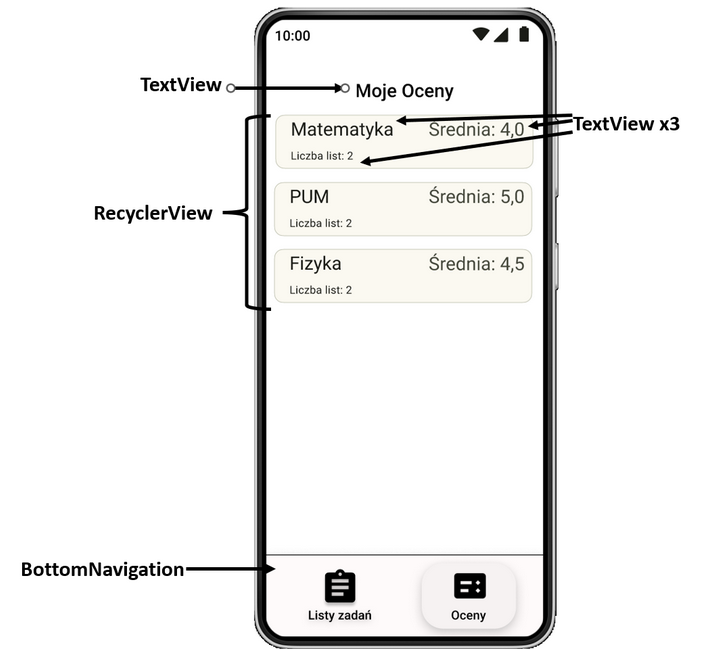 10:00
TextView
Moje Oceny
Matematyka Średnia: 4,0
TextView x3
Liczba list: 2
PUM Średnia: 5,0
RecyclerView
Liczba list: 2
Fizyka Średnia: 4,5
Liczba list: 2
BottomNavigation
Listy zadań Oceny